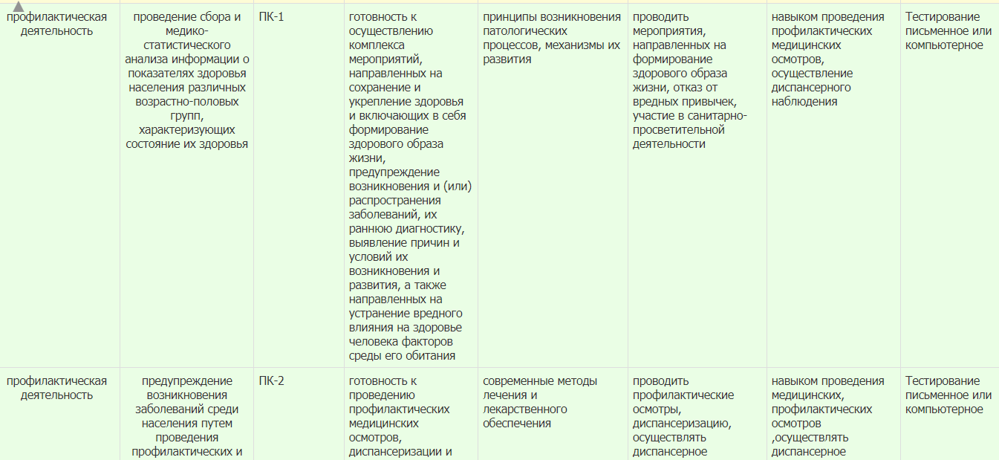 профилактическая
деятельность
проведение сбора и
медико-
статистического
анализа информации о
показателях здоровья
населения различных
возрастно-половых
групп,
характеризующих
состояние их здоровья
ПК-1
готовность к
осуществлению
комплекса
мероприятий,
направленных на
сохранение и
укрепление здоровья
и включающих в себя
формирование
здорового образа
жизни,
предупреждение
возникновения и (или)
распространения
заболеваний, их
раннюю диагностику,
выявление причин и
условий их
возникновения и
развития, а также
направленных на
устранение вредного
влияния на здоровье
человека факторов
среды его обитания
принципы возникновения
патологических
процессов, механизмы их
развития
проводить
мероприятия,
направленных на
формирование
здорового образа
жизни, отказ от
вредных привычек,
участие в санитарно-
просветительной
деятельности
навыком проведения
профилактических
медицинских
осмотров,
осуществление
диспансерного
наблюдения
Тестирование
письменное или
компьютерное
профилактическая
деятельность
предупреждение
возникновения
заболеваний среди
населения путем
проведения
профилактических и
ПК-2
готовность к
проведению
профилактических
медицинских
осмотров,
диспансеризации и
современные методы
лечения и
лекарственного
обеспечения
проводить
профилактические
осмотры,
диспансеризацию,
осуществлять
диспансерное
навыком проведения
медицинских,
профилактических
осмотров
,осуществлять
диспансерное
Тестирование
письменное или
компьютерное